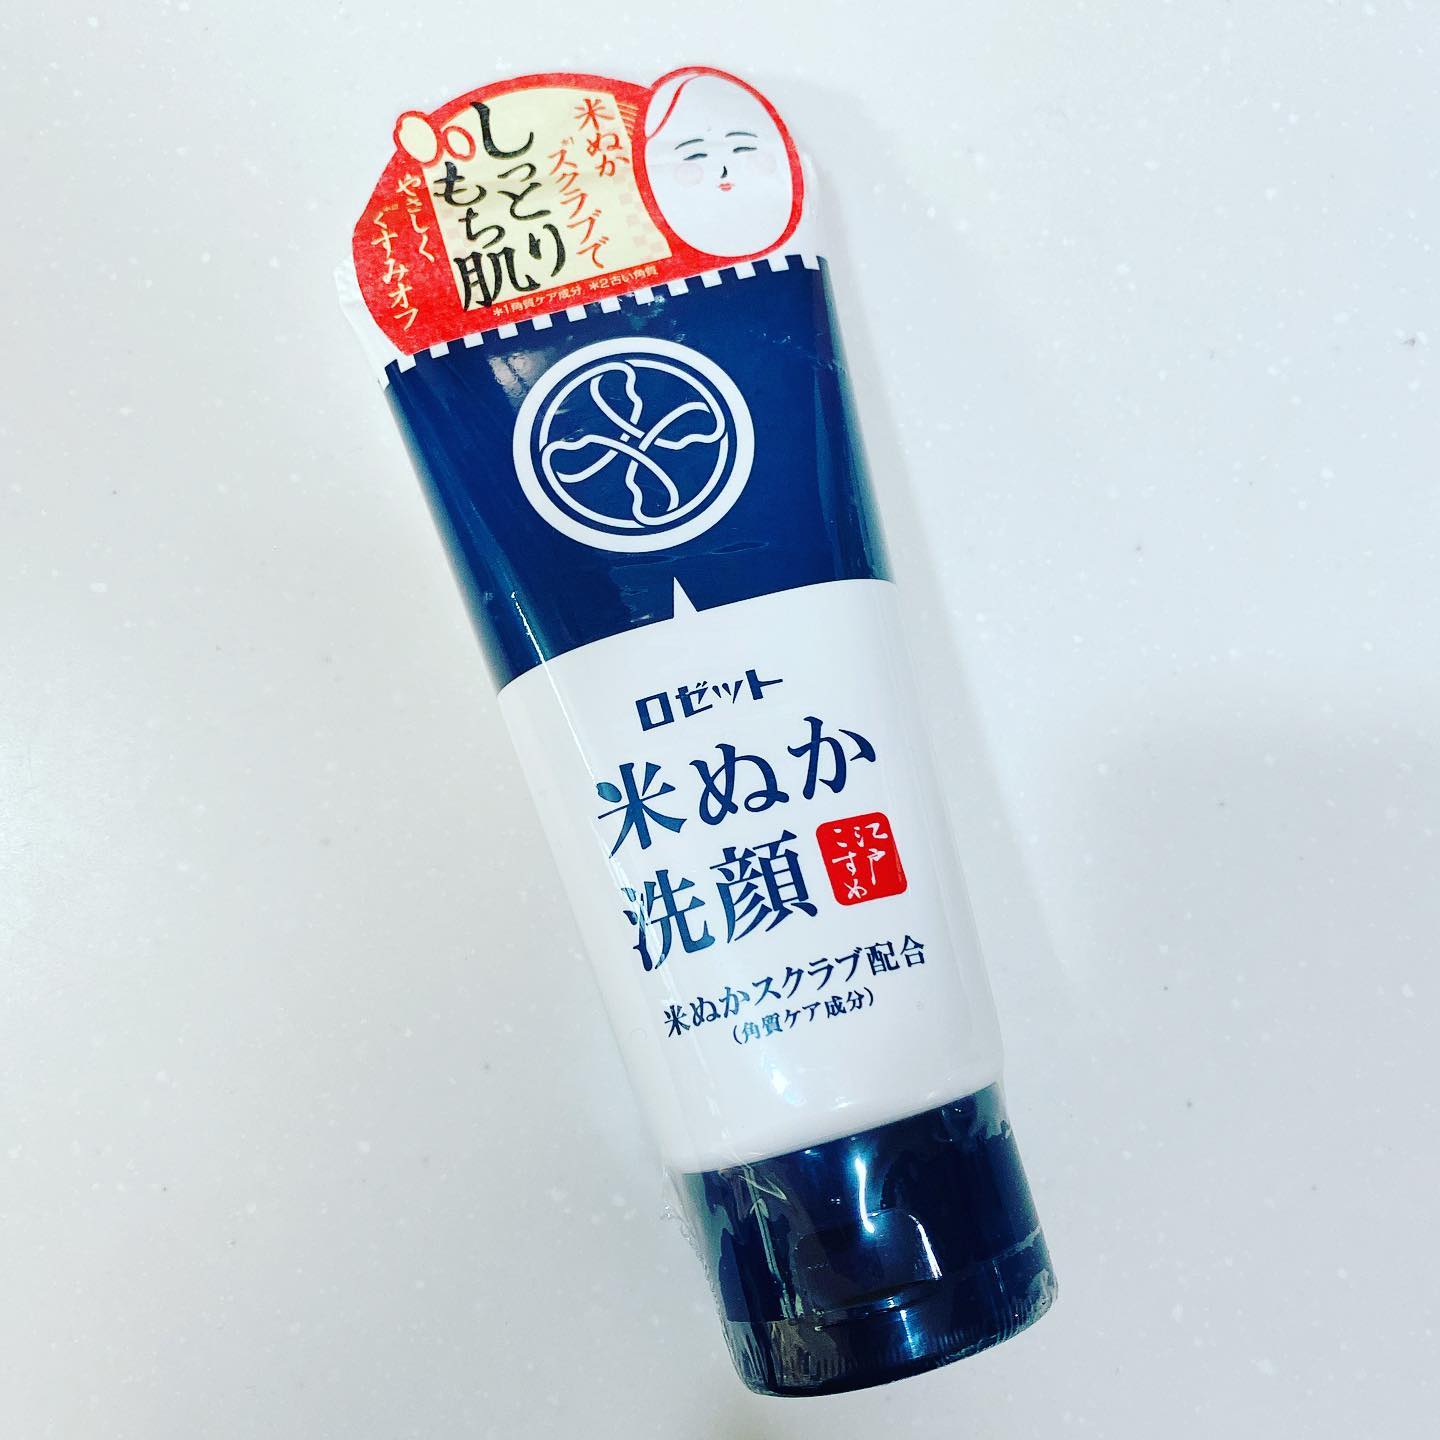 米ぬか
スクラブで
*1
しっとり
もち肌
やさしく
くすみオフ
*2
*1角質ケア成分 *2古い角質
ロゼット
米ぬか
洗顔
江戸
こすめ
米ぬかスクラブ配合
(角質ケア成分)